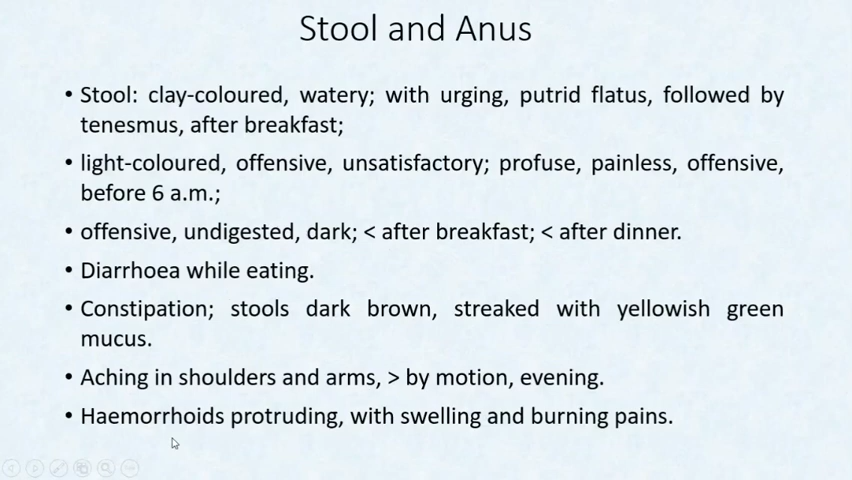 Stool and Anus
• Stool: clay-coloured, watery; with urging, putrid flatus, followed by
tenesmus, after breakfast;
• light-coloured, offensive, unsatisfactory; profuse, painless, offensive,
before 6 a.m.;
• offensive, undigested, dark; < after breakfast; < after dinner.
• Diarrhoea while eating.
• Constipation; stools dark brown, streaked with yellowish green
mucus.
• Aching in shoulders and arms, > by motion, evening.
• Haemorrhoids protruding, with swelling and burning pains.